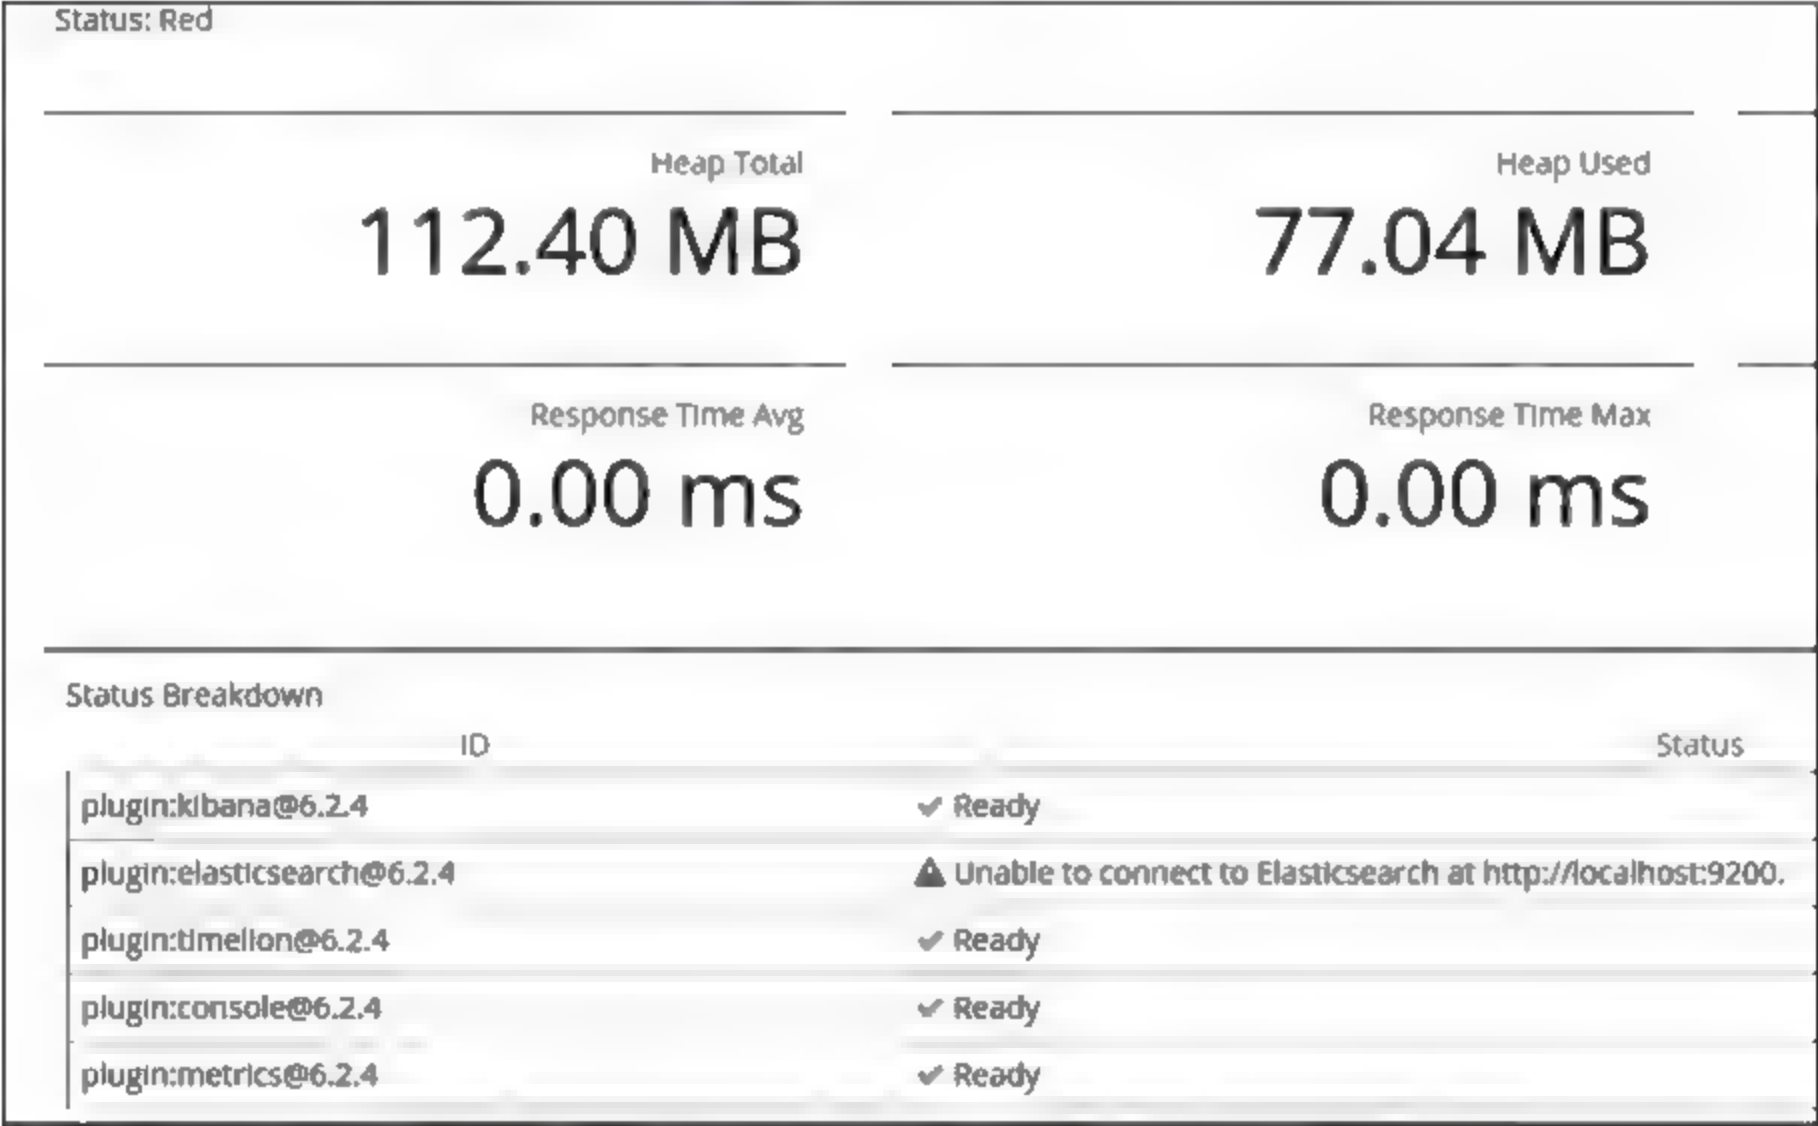 Status: Red
Heap Total
Heap Used
112.40 MB
77.04 MB
Response Time Avg
Response Time Max
0.00 ms
0.00 ms
Status Breakdown
ID Status
plugin:kibana@6.2.4 Ready
plugin:elasticsearch@6.2.4 Unable to connect to Elasticsearch at http://localhost:9200.
plugin:timelion@6.2.4 Ready
plugin:console@6.2.4 Ready
plugin:metrics@6.2.4 Ready